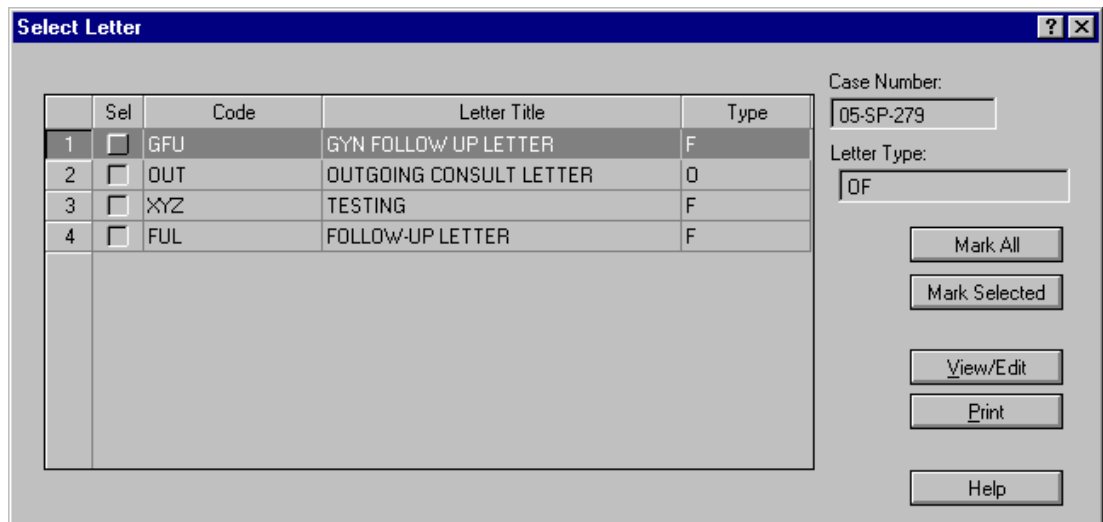 Select Letter
Case Number:
05-SP-279
Letter Type:
OF
Sel Code Letter Title Type
1 GFU GYN FOLLOW UP LETTER F
2 OUT OUTGOING CONSULT LETTER O
3 XYZ TESTING F
4 FUL FOLLOW-UP LETTER F
Mark All
Mark Selected
View/Edit
Print
Help